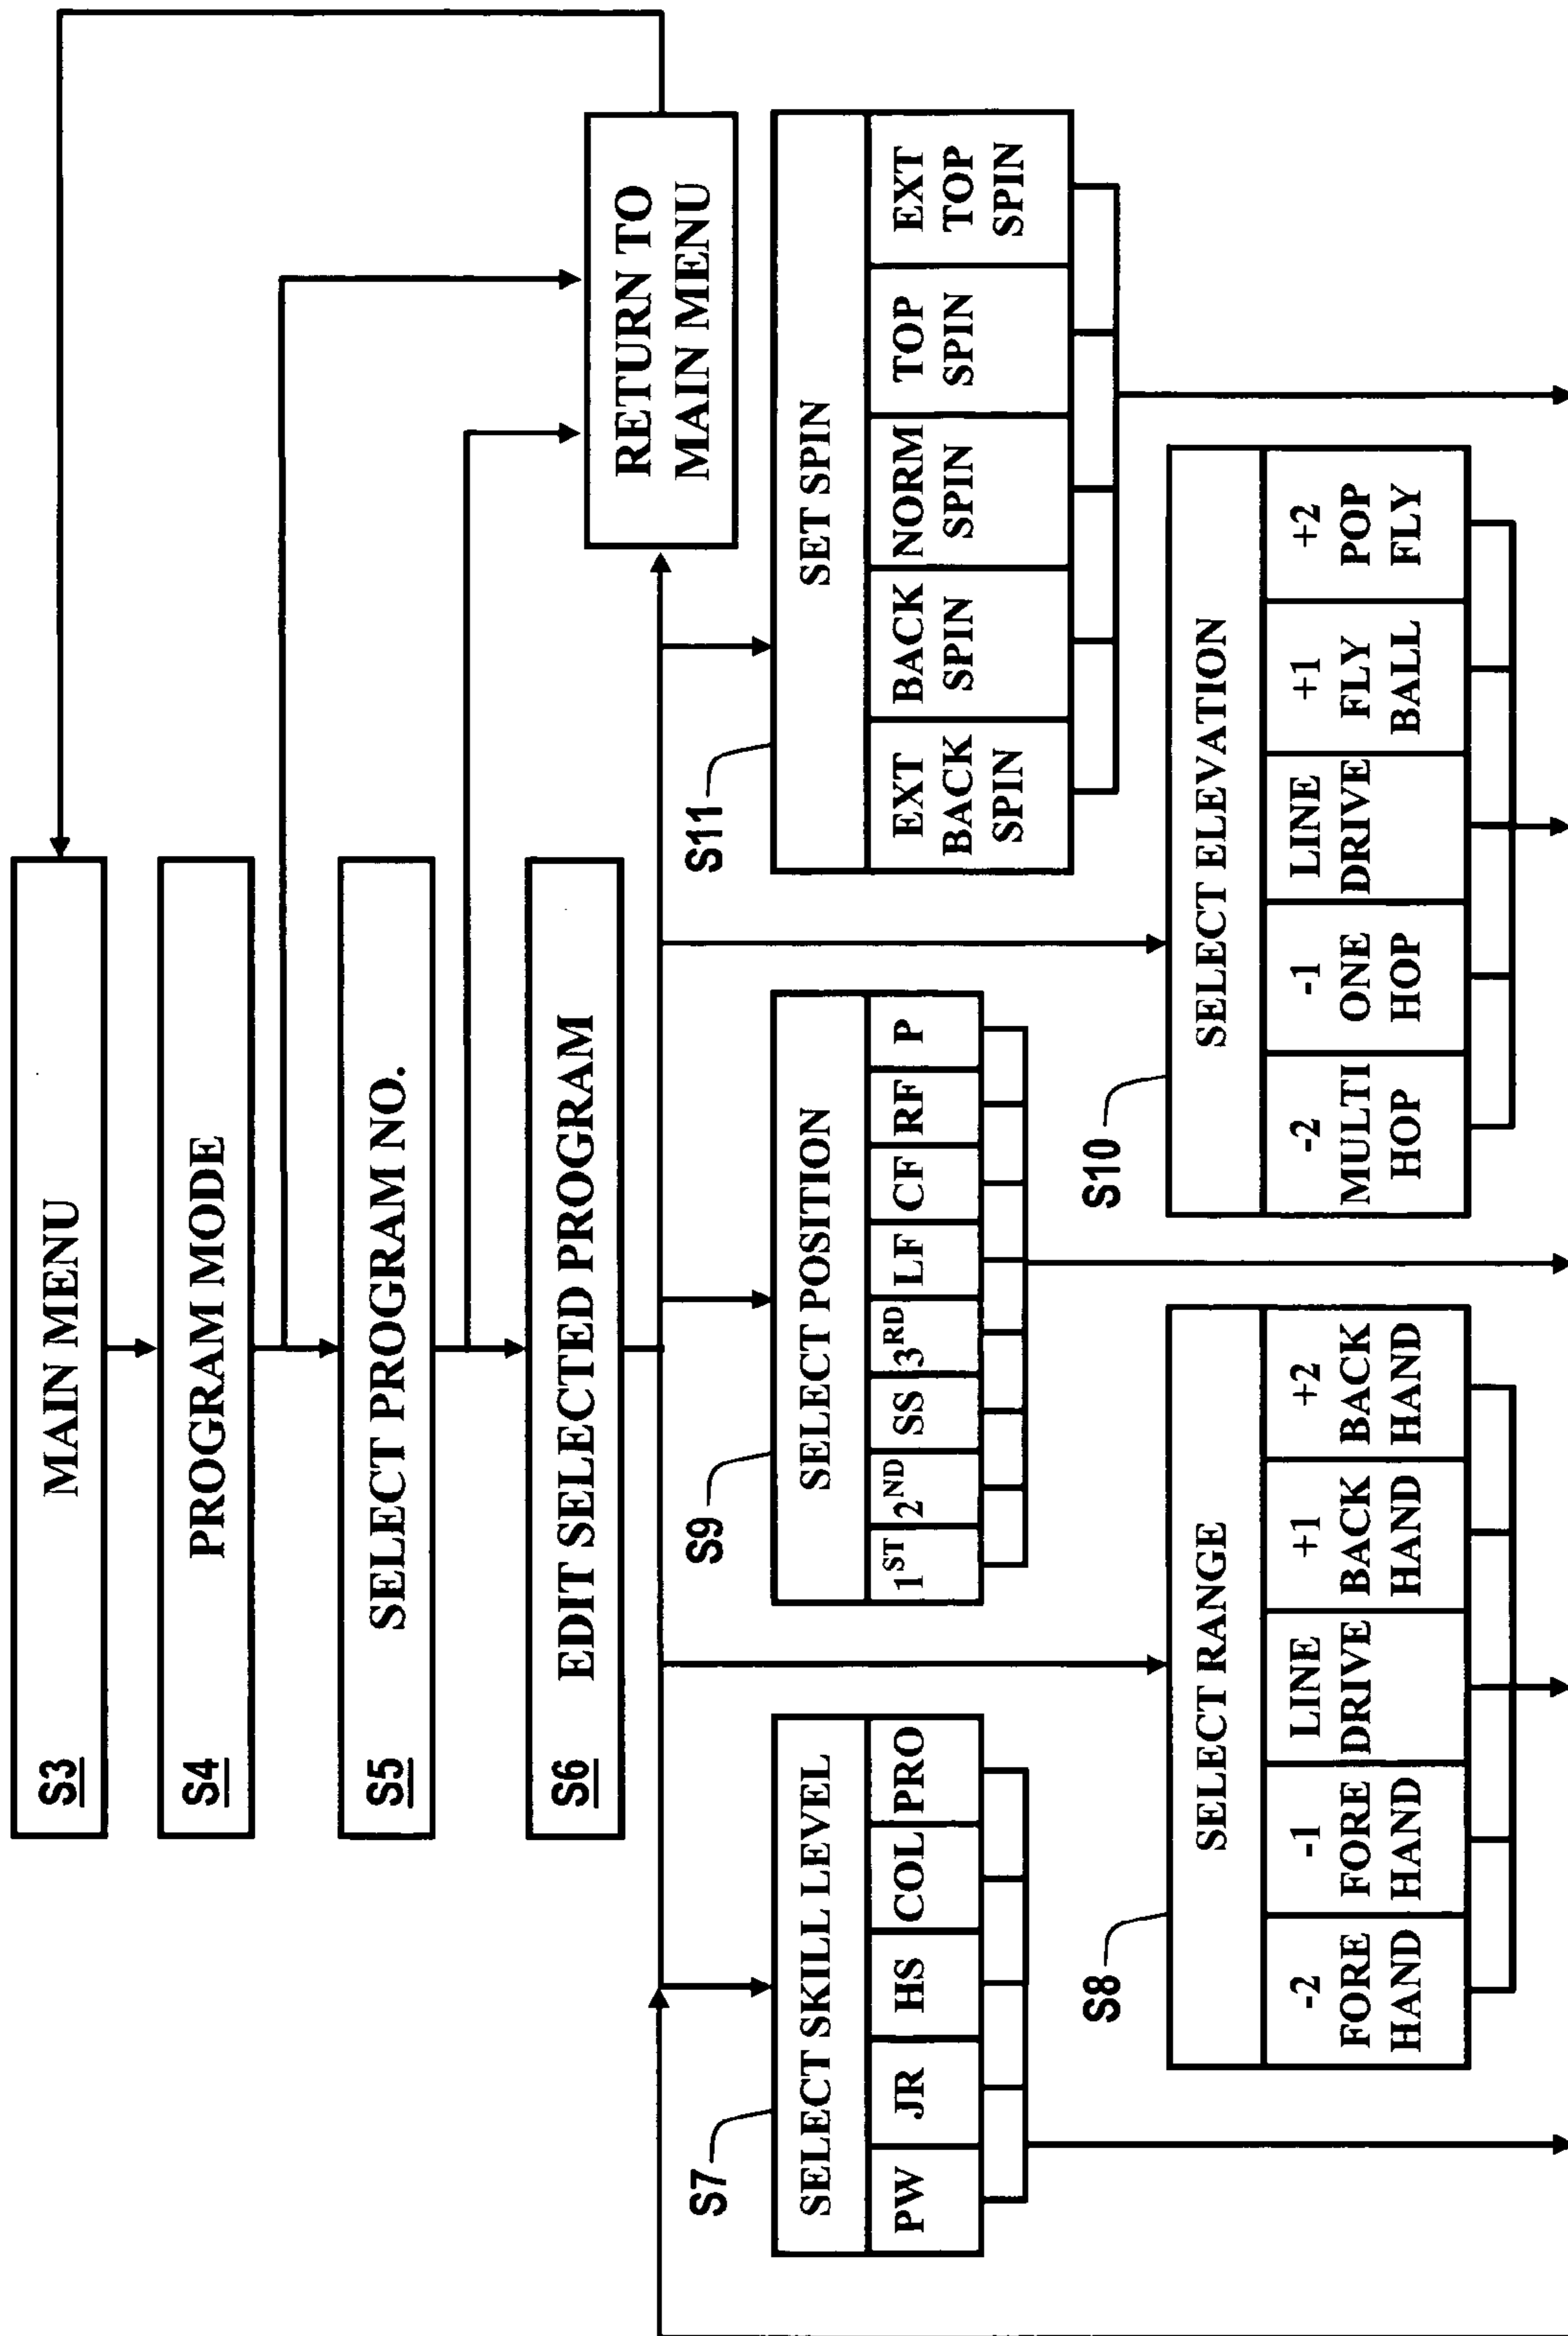 S3
MAIN MENU
S4
PROGRAM MODE
S5
SELECT PROGRAM NO.
S6
EDIT SELECTED PROGRAM
RETURN TO
MAIN MENU
S7
SELECT SKILL LEVEL
PW
JR
HS
COL
PRO
S9
SELECT POSITION
1ST
2ND
SS
3RD
LF
CF
RF
P
S11
SET SPIN
EXT
BACK
SPIN
BACK
SPIN
NORM
SPIN
TOP
SPIN
EXT
TOP
SPIN
S8
SELECT RANGE
-2
FORE
HAND
-1
FORE
HAND
LINE
DRIVE
+1
BACK
HAND
+2
BACK
HAND
S10
SELECT ELEVATION
-2
MULTI
HOP
-1
ONE
HOP
LINE
DRIVE
+1
FLY
BALL
+2
POP
FLY